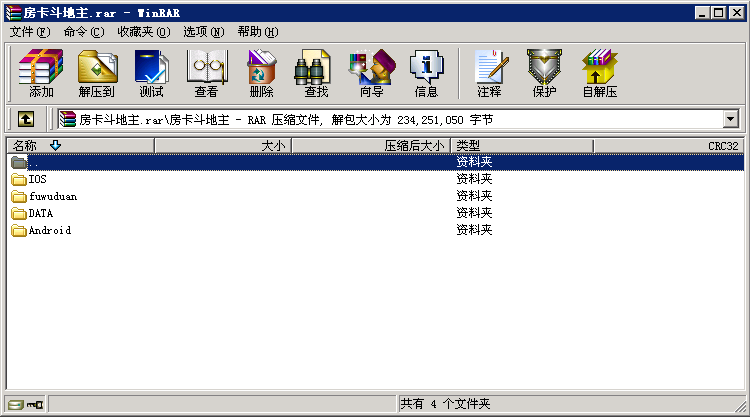 房卡斗地主.rar - WinRAR
文件(F) 命令(C) 收藏夹(O) 选项(N) 帮助(H)
添加 解压到 测试 查看 删除 查找 向导 信息 注释 保护 自解压
房卡斗地主.rar\房卡斗地主 - RAR 压缩文件, 解包大小为 234,251,050 字节
名称 大小 压缩后大小 类型 CRC32
.. 资料夹
IOS 资料夹
fuwuduan 资料夹
DATA 资料夹
Android 资料夹
共有 4 个文件夹